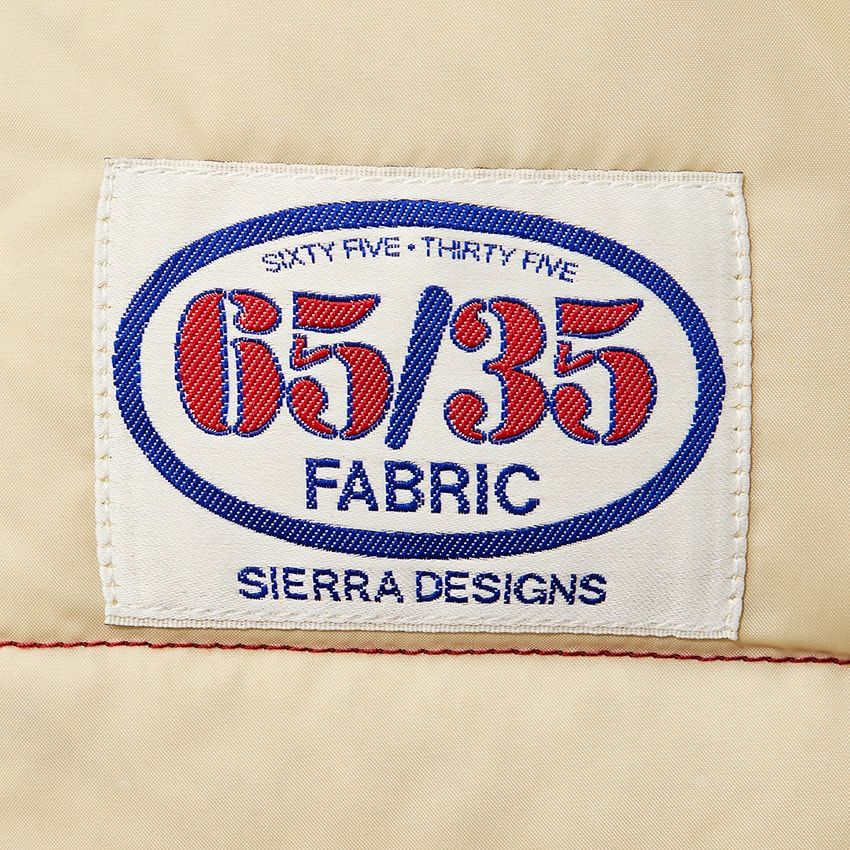 SIXTY FIVE • THIRTY FIVE
65/35
FABRIC
SIERRA DESIGNS